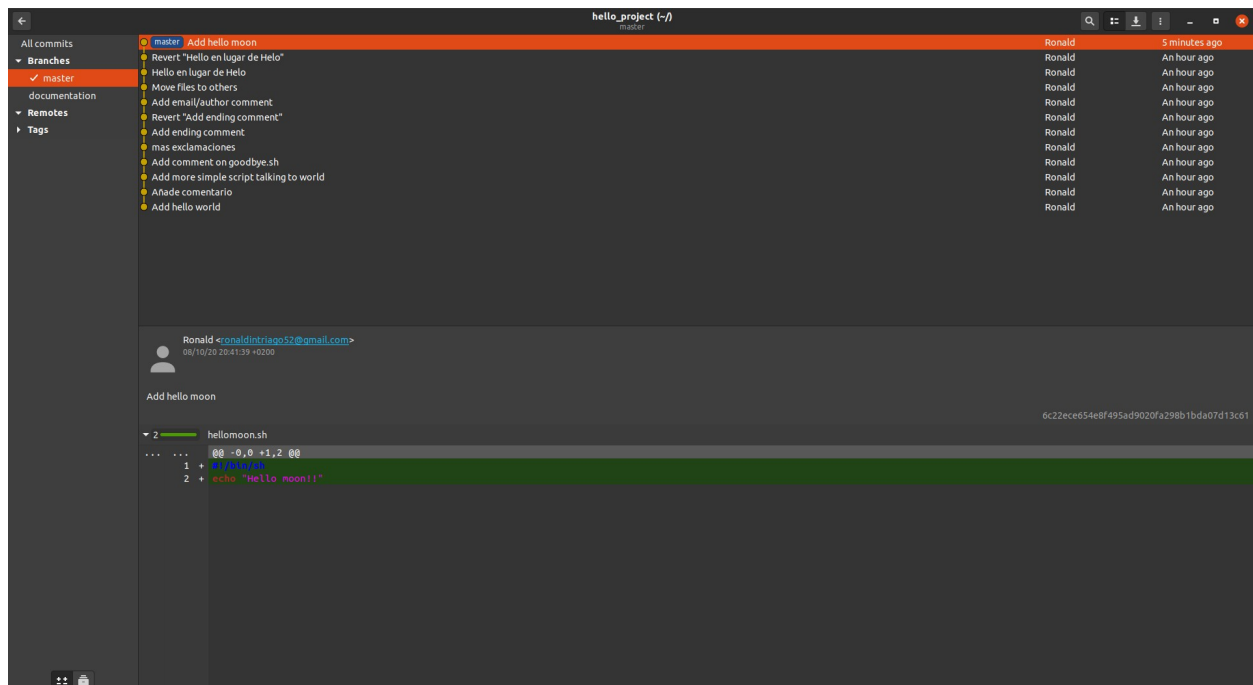 hello_project (~/)
master
All commits
Branches
master
documentation
Remotes
Tags
master Add hello moon Ronald 5 minutes ago
Revert "Hello en lugar de Helo" Ronald An hour ago
Hello en lugar de Helo Ronald An hour ago
Move files to others Ronald An hour ago
Add email/author comment Ronald An hour ago
Revert "Add ending comment" Ronald An hour ago
Add ending comment Ronald An hour ago
mas exclamaciones Ronald An hour ago
Add comment on goodbye.sh Ronald An hour ago
Add more simple script talking to world Ronald An hour ago
Añade comentario Ronald An hour ago
Add hello world Ronald An hour ago
Ronald <ronaldintriago52@gmail.com>
08/10/20 20:41:39 +0200
Add hello moon
6c22ece654e8f495ad9020fa298b1bda07d13c61
2 hellomoon.sh
... ... @@ -0,0 +1,2 @@
1 + #!/bin/sh
2 + echo "Hello moon!!"